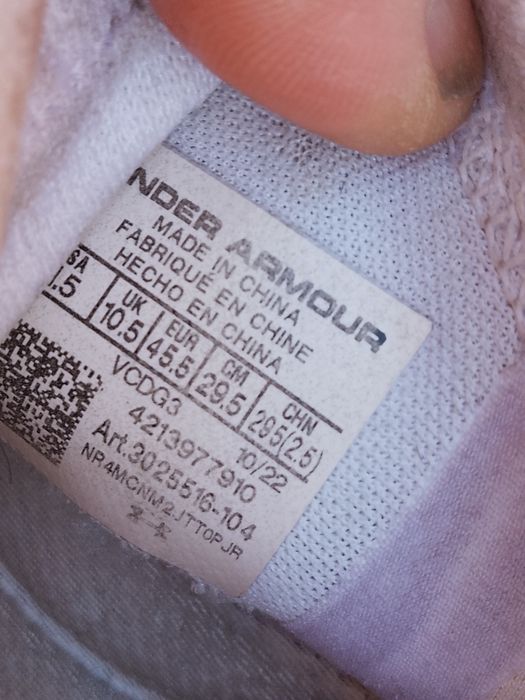 NDER ARMOUR
MADE IN CHINA
FABRIQUÉ EN CHINE
HECHO EN CHINA
SA UK EUR CM CHN
.5 10.5 45.5 29.5 295(2.5)
VCDG3 10/22
4213977910
Art.3025516-104
NR4MCNM2JTT0PJR